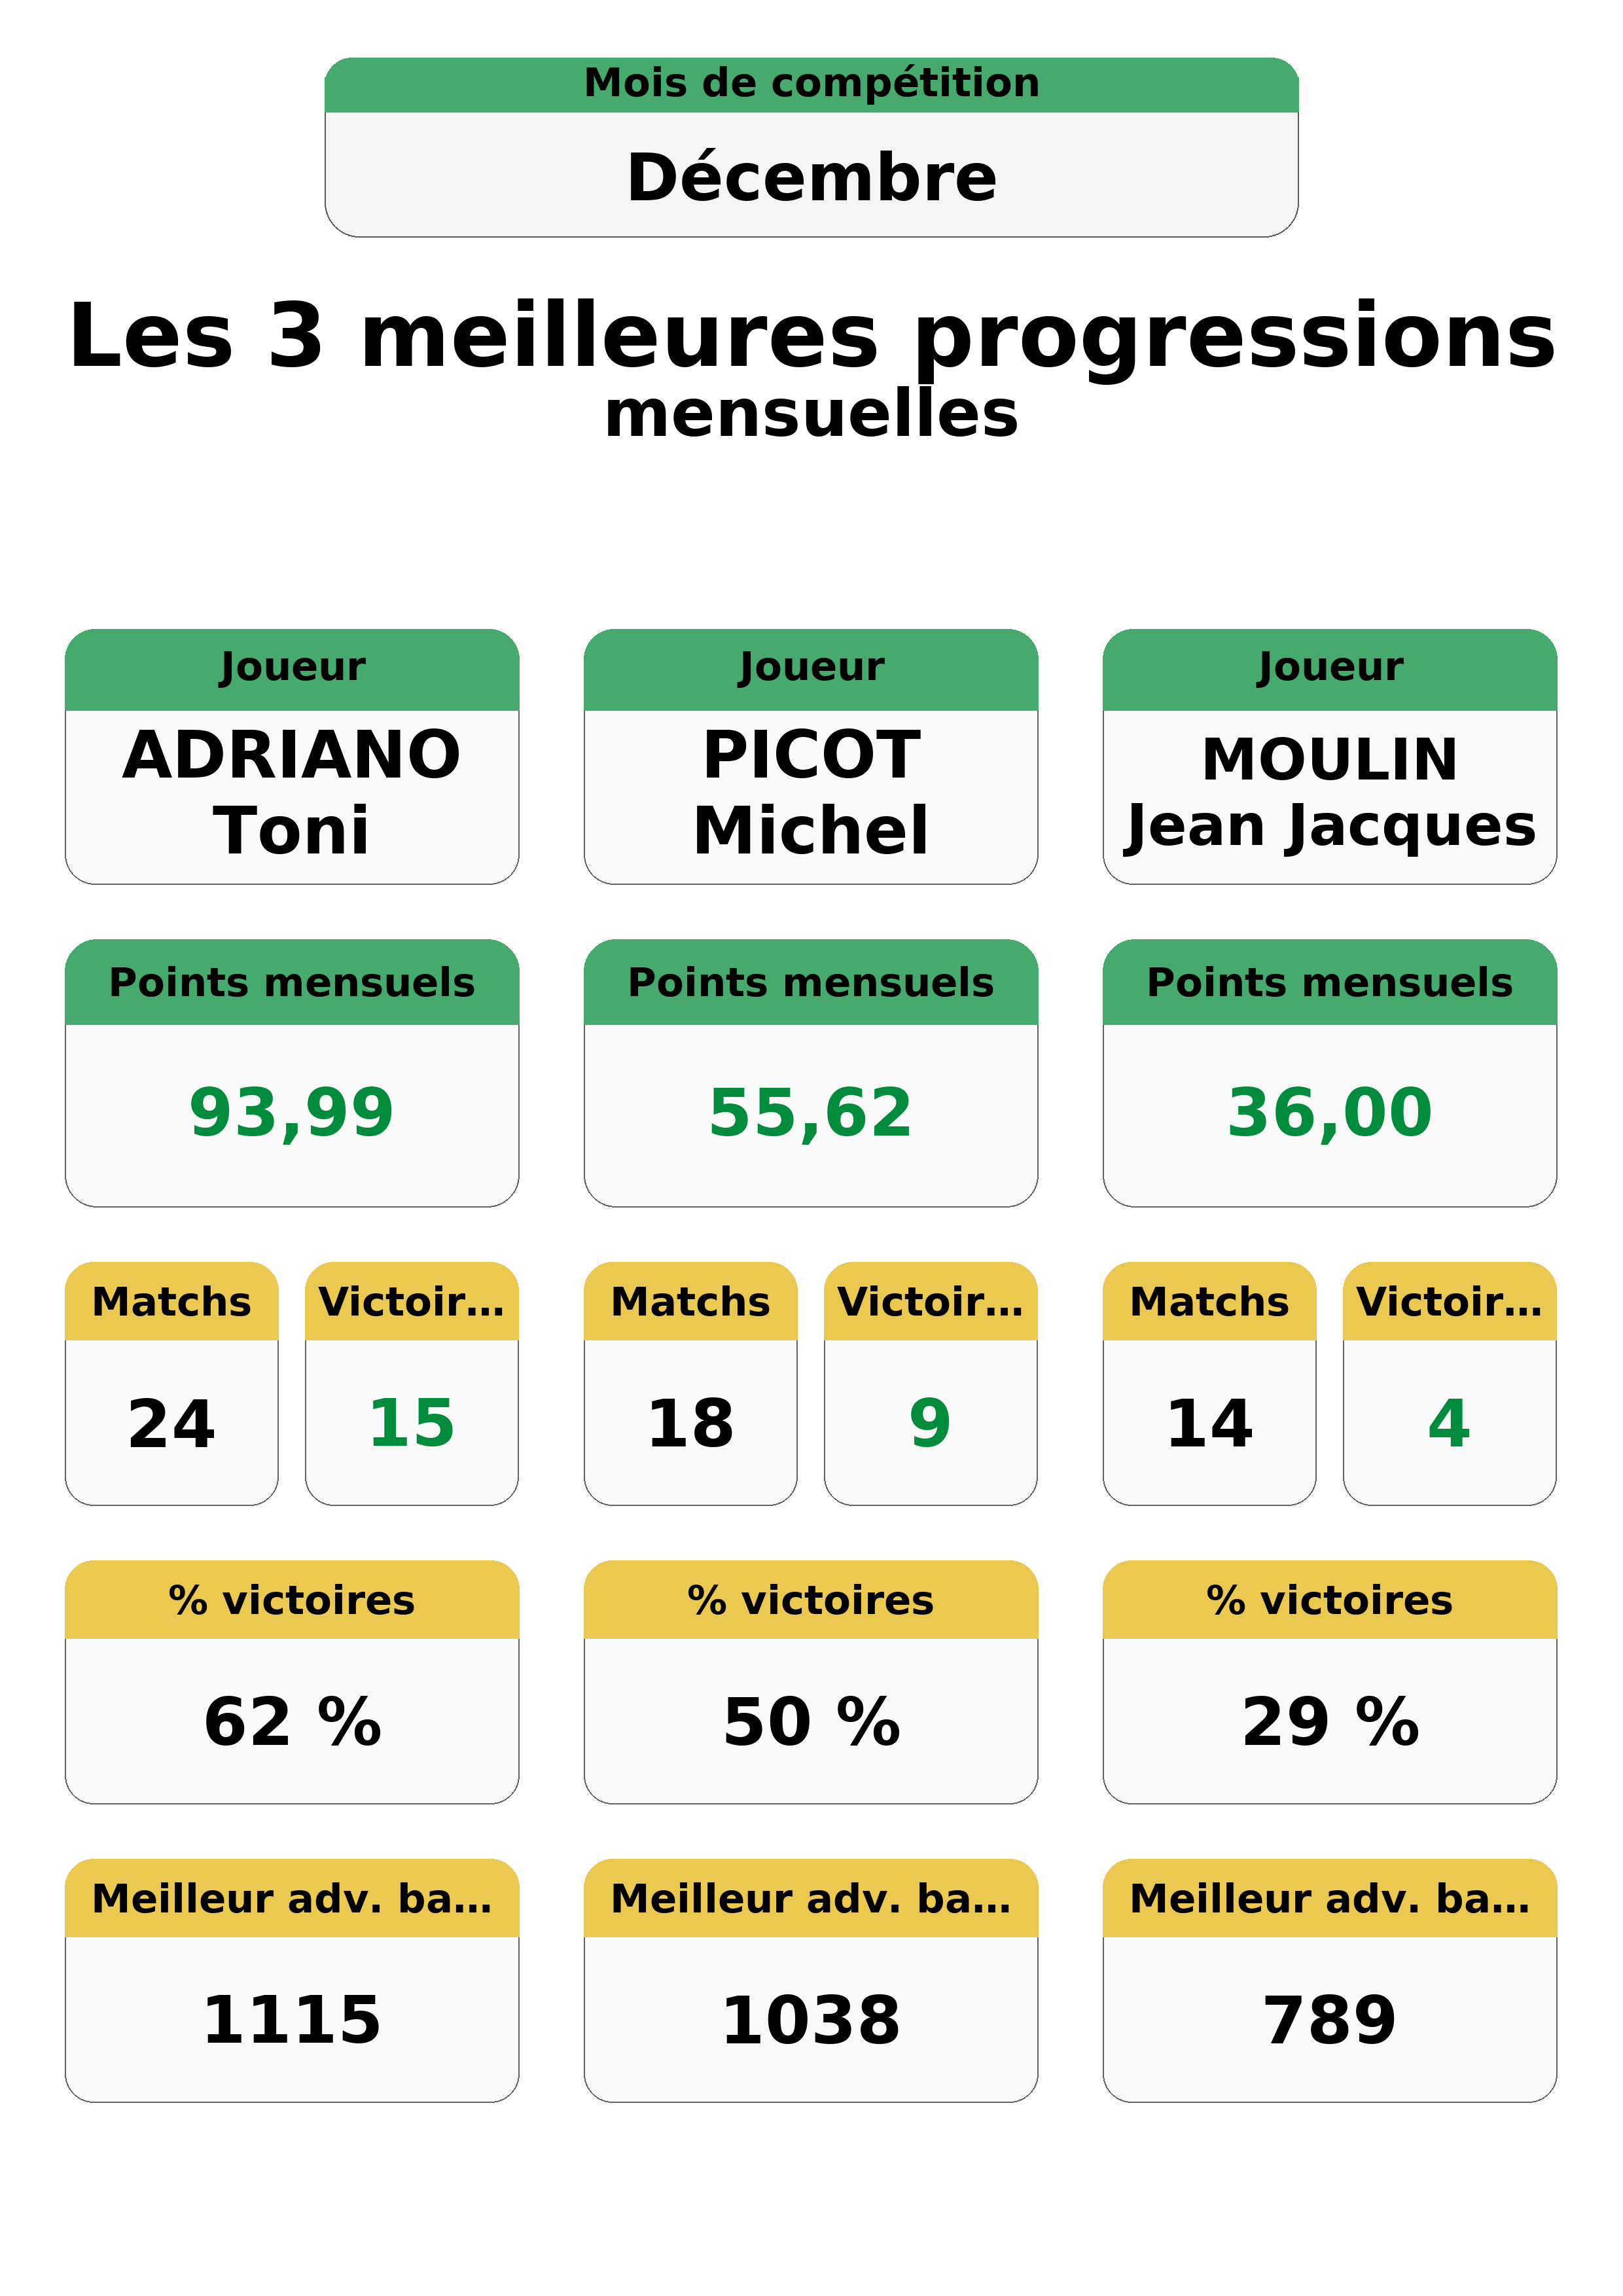 Mois de compétition
Décembre
Les 3 meilleures progressions
mensuelles
Joueur
ADRIANO
Toni
Joueur
PICOT
Michel
Joueur
MOULIN
Jean Jacques
Points mensuels
93,99
Points mensuels
55,62
Points mensuels
36,00
Matchs
24
Victoir...
15
Matchs
18
Victoir...
9
Matchs
14
Victoir...
4
% victoires
62 %
% victoires
50 %
% victoires
29 %
Meilleur adv. ba...
1115
Meilleur adv. ba...
1038
Meilleur adv. ba...
789